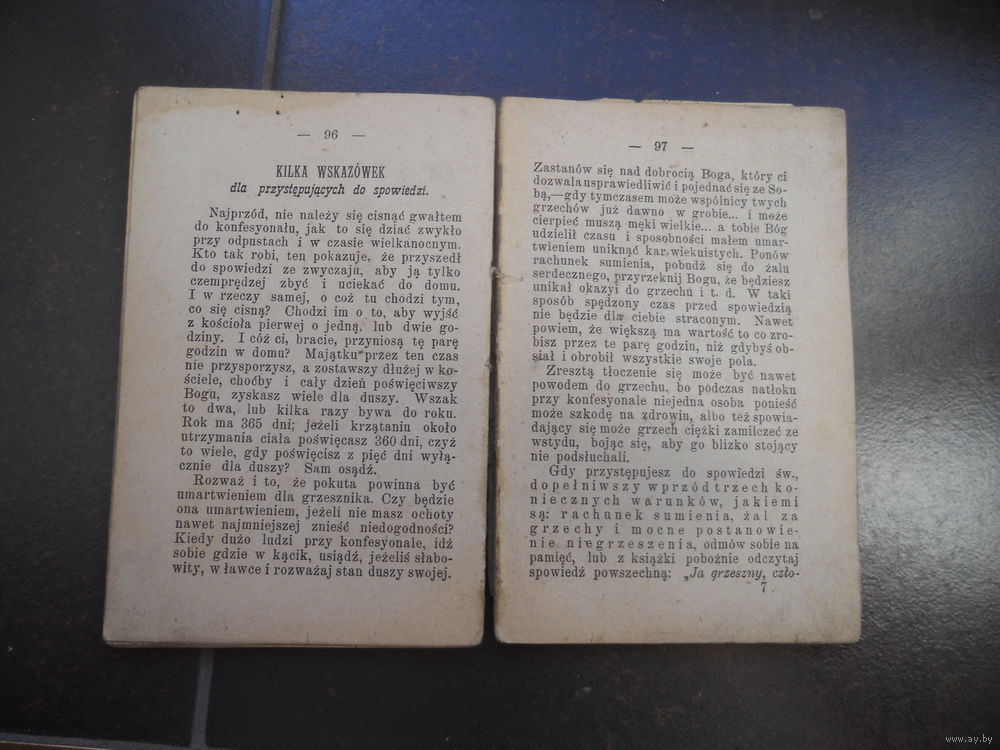 — 96 —
KILKA WSKAZÓWEK
dla przystępujących do spowiedzi.
Najprzód, nie należy się cisnąć gwałtem
do konfesyonału, jak to się dziać zwykło
przy odpustach i w czasie wielkanocnym.
Kto tak robi, ten pokazuje, że przyszedł
do spowiedzi ze zwyczaju, aby ją tylko
czemprędzej zbyć i uciekać do domu.
I w rzeczy samej, o coż tu chodzi tym,
co się cisną? Chodzi im o to, aby wyjść
z kościoła pierwej o jedną, lub dwie go-
dziny. I cóż ci, bracie, przyniosą tę parę
godzin w domu? Majątku przez ten czas
nie przysporzysz, a zostawszy dłużej w ko-
ściele, choćby i cały dzień poświęciwszy
Bogu, zyskasz wiele dla duszy. Wszak
to dwa, lub kilka razy bywa do roku.
Rok ma 365 dni; jeżeli krzątaniu około
utrzymania ciała poświęcasz 360 dni, czyż
to wiele, gdy poświęcisz z pięć dni wyłą-
cznie dla duszy? Sam osądź.
Rozważ i to, że pokuta powinna być
umartwieniem dla grzesznika. Czy będzie
ona umartwieniem, jeżeli nie masz ochoty
nawet najmniejszej znieść niedogodności?
Kiedy dużo ludzi przy konfesyonale, idź
sobie gdzie w kącik, usiądź, jeżeliś słabo-
wity, w ławce i rozważaj stan duszy swojej.
— 97 —
Zastanów się nad dobrocią Boga, który ci
dozwala usprawiedliwić i pojednać się ze So-
bą,—gdy tymczasem może wspólnicy twych
grzechów już dawno w grobie... i może
cierpieć muszą męki wielkie... a tobie Bóg
udzielił czasu i sposobności małem umar-
twieniem uniknąć kar wiekuistych. Ponów
rachunek sumienia, pobudź się do żalu
serdecznego, przyrzeknij Bogu, że będziesz
unikał okazyi do grzechu i t. d. W taki
sposób spędzony czas przed spowiedzią
nie będzie dla ciebie straconym. Nawet
powiem, że większą ma wartość to co zro-
bisz przez te parę godzin, niż gdybyś ob-
siał i obrobił wszystkie swoje pola.
Zresztą tłoczenie się może być nawet
powodem do grzechu, bo podczas natłoku
przy konfesyonale niejedna osoba ponieść
może szkodę na zdrowiu, albo też spowia-
dający się może grzech ciężki zamilczeć ze
wstydu, bojąc się, aby go blizko stojący
nie podsłuchali.
Gdy przystępujesz do spowiedzi św.,
dopełniwszy wprzód trzech ko-
niecznych warunków, jakiemi
są: rachunek sumienia, żal za
grzechy i mocne postanowie-
nie niegrzeszenia, odmów sobie na
pamięć, lub z książki pobożnie odczytaj
spowiedź powszechną: „Ja grzeszny, czło-
7
www.ay.by